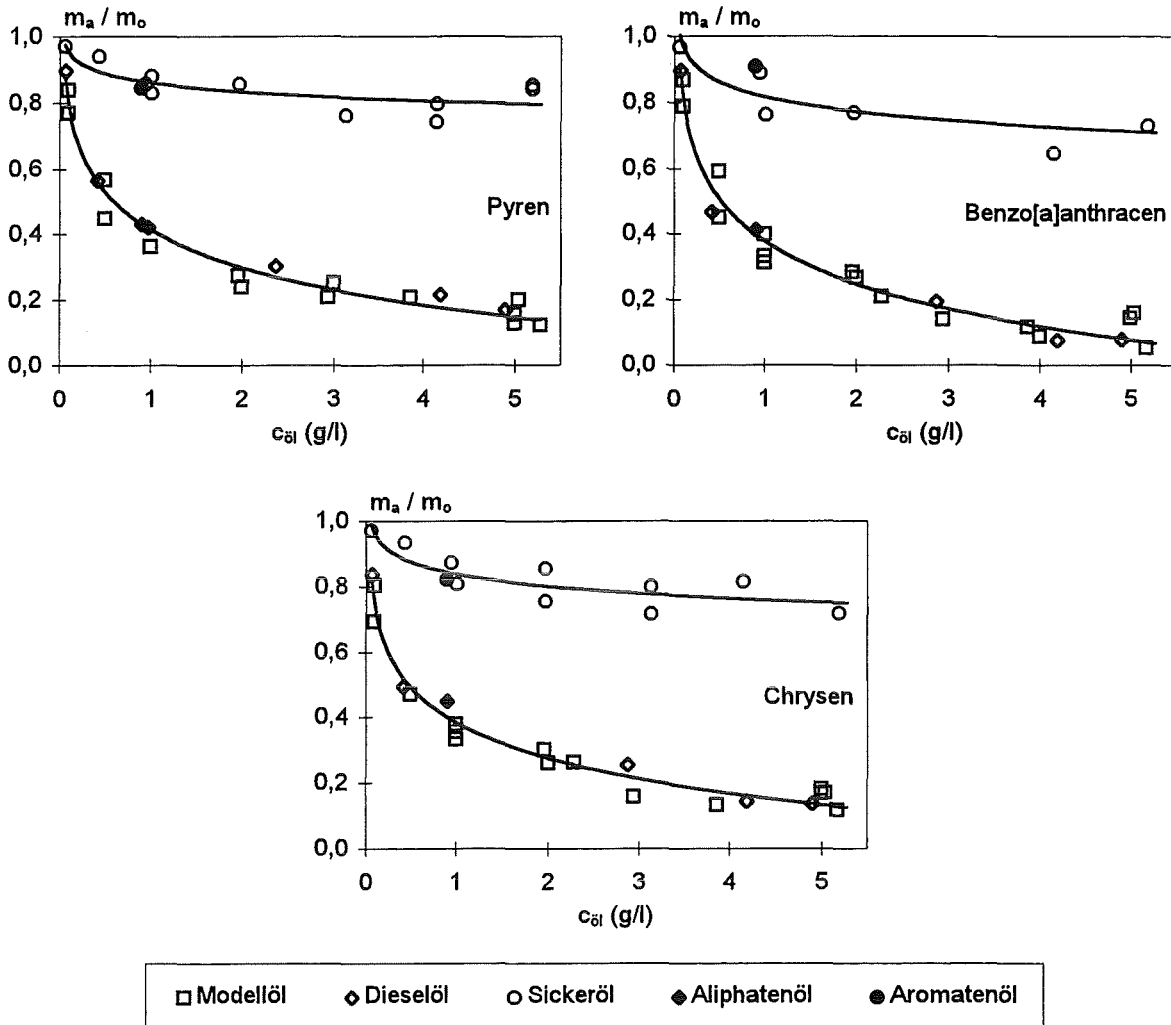 mₐ / mₒ
1,0
0,8
0,6
0,4
0,2
0,0
0 1 2 3 4 5
cöl (g/l)
Pyren
mₐ / mₒ
1,0
0,8
0,6
0,4
0,2
0,0
0 1 2 3 4 5
cöl (g/l)
Benzo[a]anthracen
mₐ / mₒ
1,0
0,8
0,6
0,4
0,2
0,0
0 1 2 3 4 5
cöl (g/l)
Chrysen
Modellöl Dieselöl Sickeröl Aliphatenöl Aromatenöl